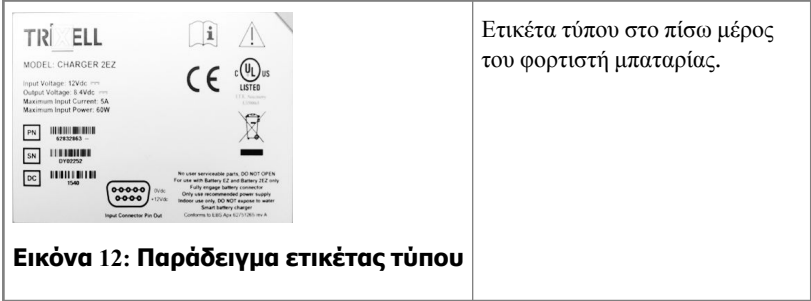 TRIXELL
MODEL: CHARGER 2EZ
Input Voltage: 12Vdc
Output Voltage: 8.4Vdc
Maximum Input Current: 5A
Maximum Input Power: 60W
CE
c UL us
LISTED
PN
62832863
SN
DY02252
DC
1540
0Vdc
+12Vdc
Input Connector Pin Out
No user serviceable parts, DO NOT OPEN
For use with Battery EZ and Battery 2EZ only
Fully engage battery connector
Only use recommended power supply
Indoor use only, DO NOT expose to water
Smart battery charger
Εικόνα 12: Παράδειγμα ετικέτας τύπου
Ετικέτα τύπου στο πίσω μέρος
του φορτιστή μπαταρίας.